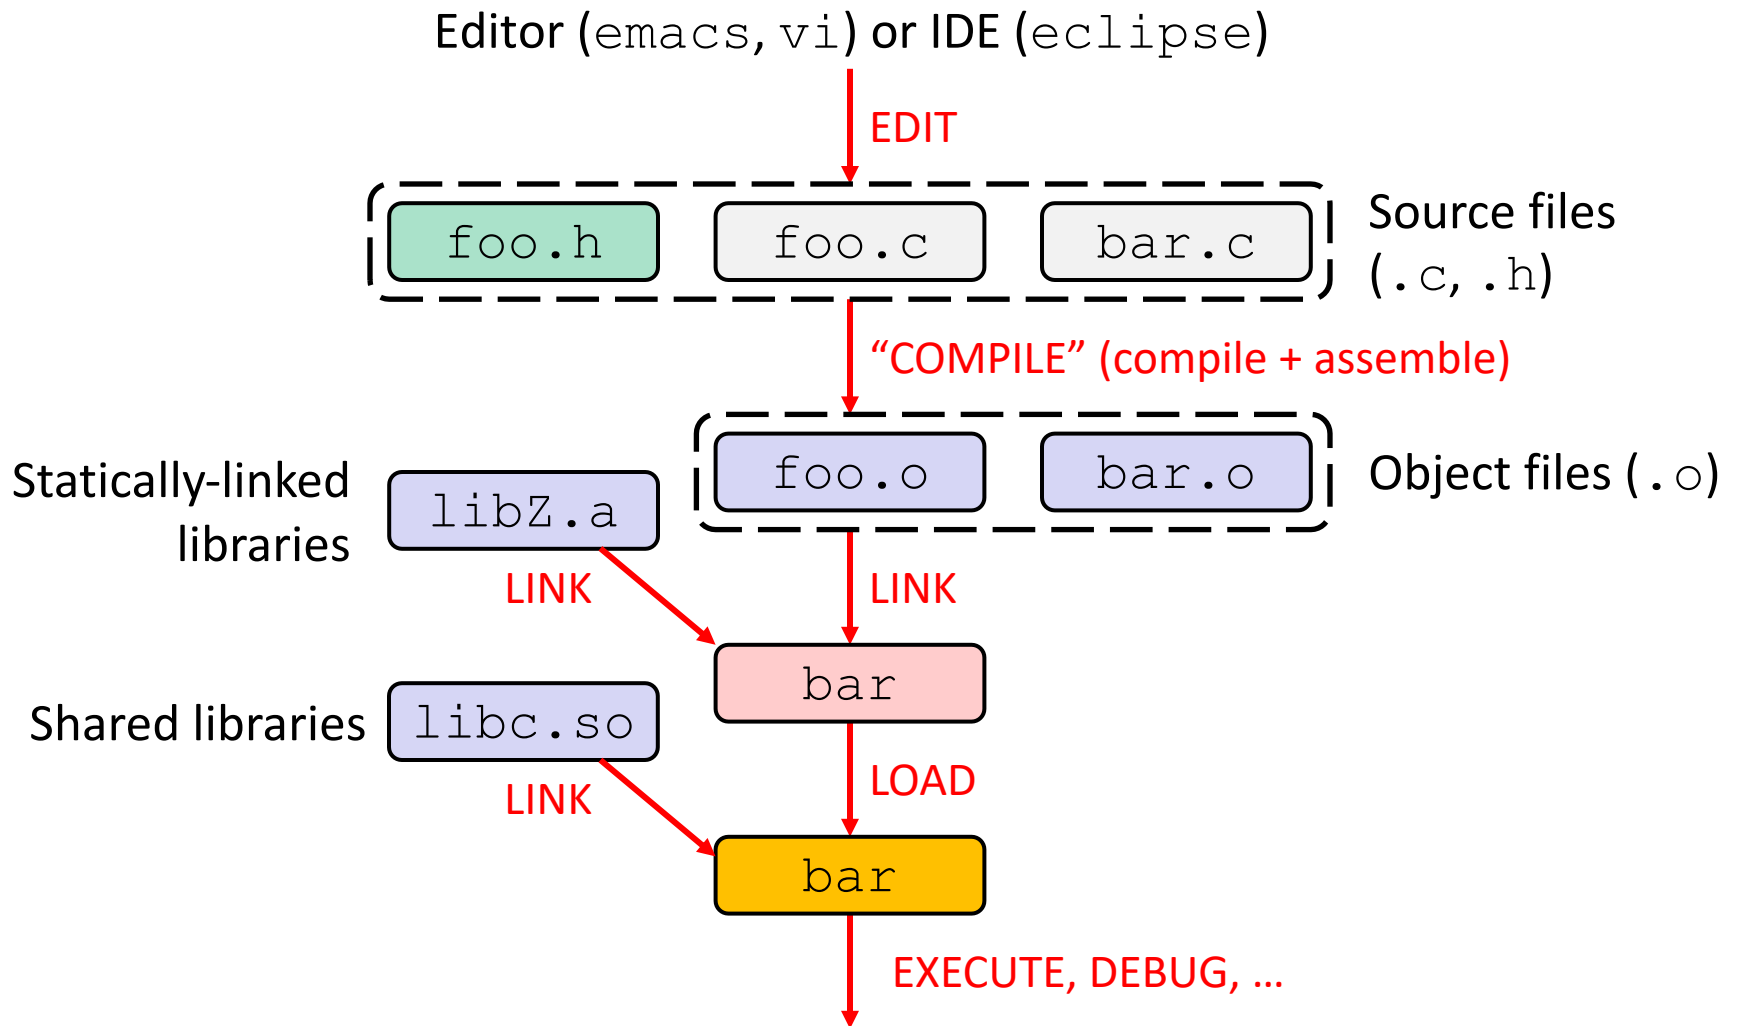 Editor (emacs, vi) or IDE (eclipse)
EDIT
foo.h
foo.c
bar.c
Source files
(.c, .h)
“COMPILE” (compile + assemble)
foo.o
bar.o
Object files (.o)
Statically-linked
libraries
libZ.a
LINK
LINK
bar
Shared libraries
libc.so
LINK
LOAD
bar
EXECUTE, DEBUG, …